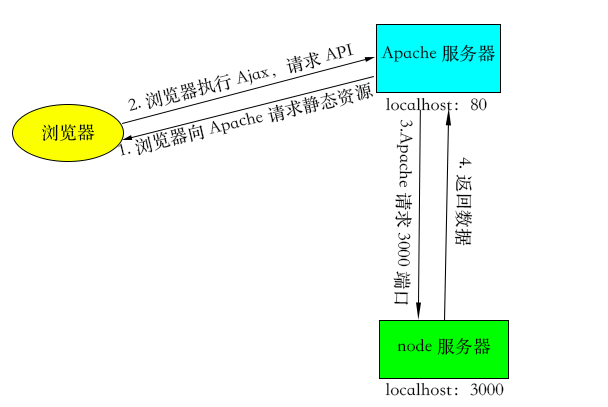 Apache 服务器
localhost：80
2. 浏览器执行 Ajax，请求 API
浏览器
1. 浏览器向 Apache 请求静态资源
3.Apache 请求 3000 端口
4. 返回数据
node 服务器
localhost：3000